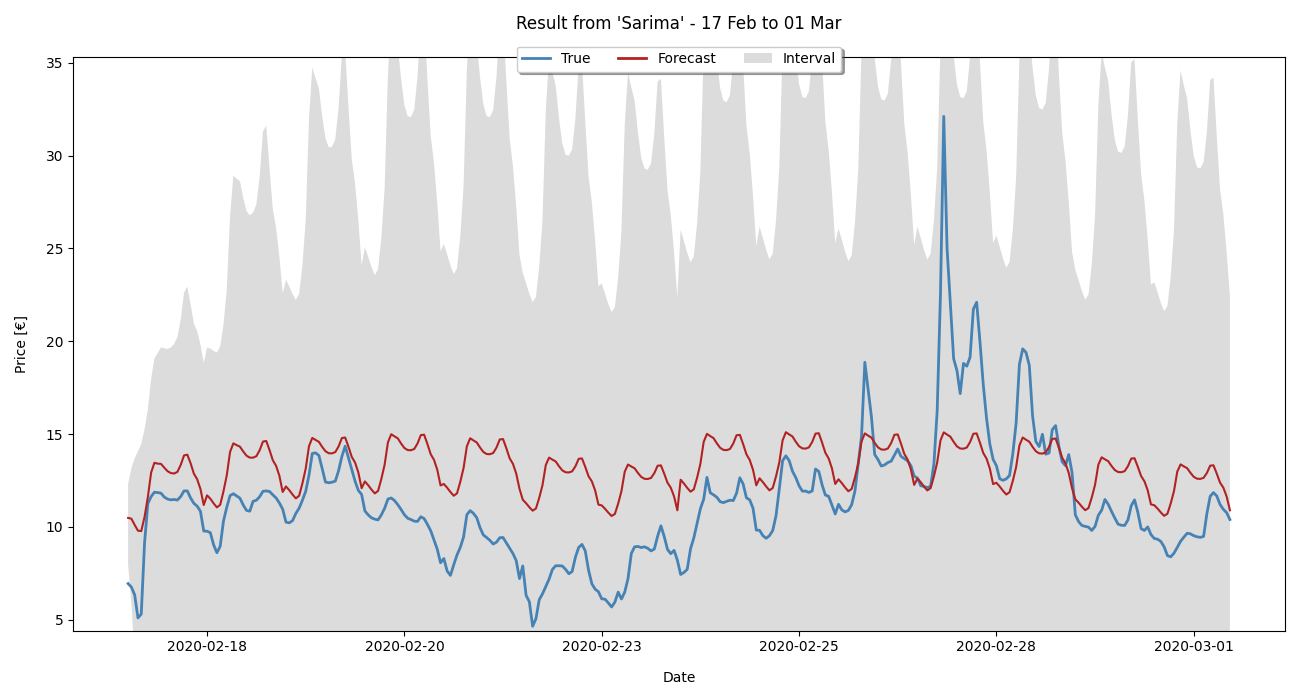 Result from 'Sarima' - 17 Feb to 01 Mar
True Forecast Interval
35
30
25
20
15
10
5
Price [€]
2020-02-18 2020-02-20 2020-02-23 2020-02-25 2020-02-28 2020-03-01
Date